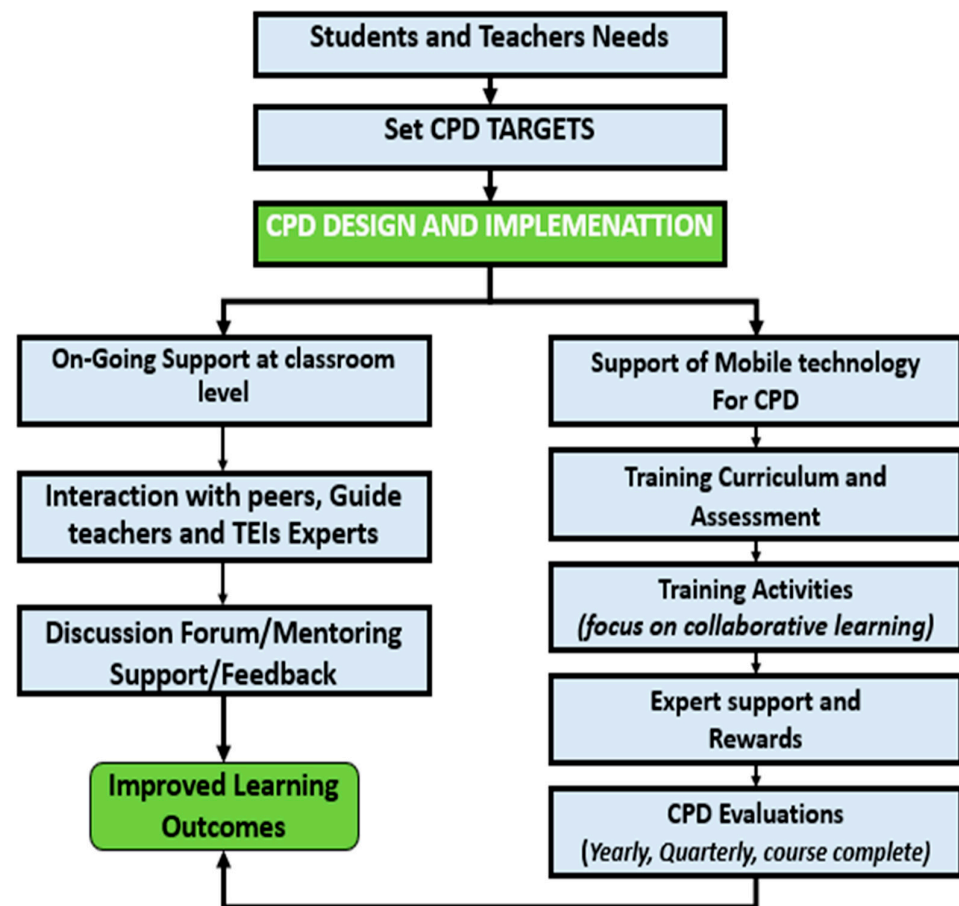 Students and Teachers Needs
Set CPD TARGETS
CPD DESIGN AND IMPLEMENATTION
On-Going Support at classroom
level
Interaction with peers, Guide
teachers and TEIs Experts
Discussion Forum/Mentoring
Support/Feedback
Improved Learning
Outcomes
Support of Mobile technology
For CPD
Training Curriculum and
Assessment
Training Activities
(focus on collaborative learning)
Expert support and
Rewards
CPD Evaluations
(Yearly, Quarterly, course complete)